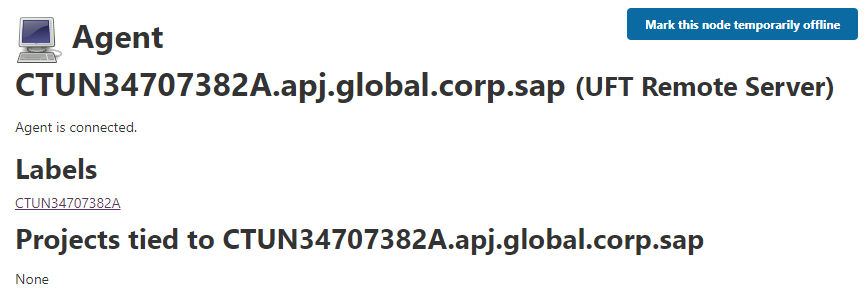 Agent
Mark this node temporarily offline
CTUN34707382A.apj.global.corp.sap (UFT Remote Server)
Agent is connected.
Labels
CTUN34707382A
Projects tied to CTUN34707382A.apj.global.corp.sap
None